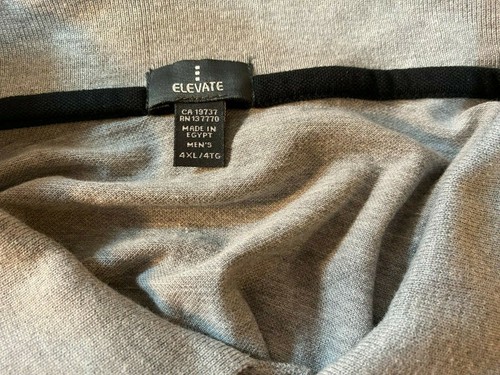 ELEVATE
CA 19737
RN 137770
MADE IN
EGYPT
MEN'S
4XL/4TG